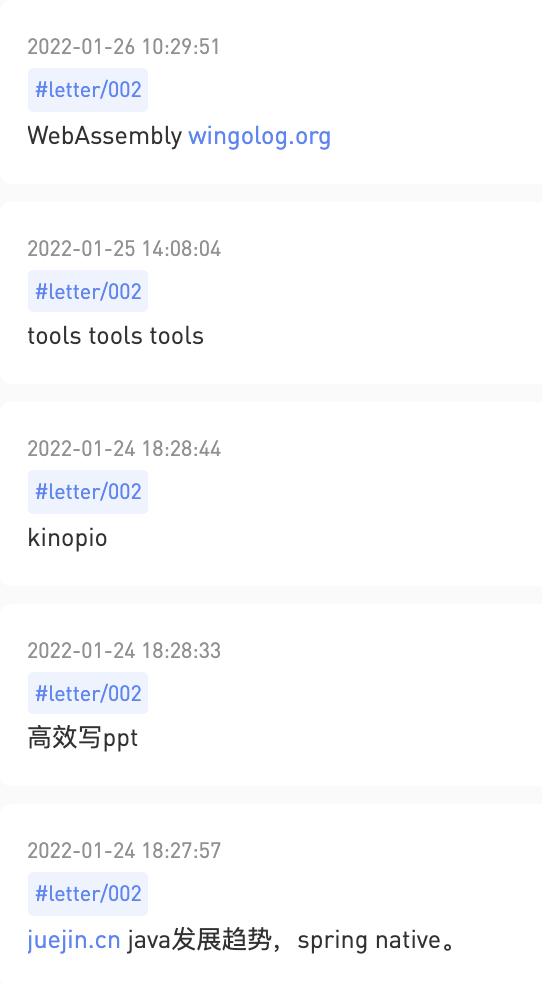 2022-01-26 10:29:51
#letter/002
WebAssembly wingolog.org
2022-01-25 14:08:04
#letter/002
tools tools tools
2022-01-24 18:28:44
#letter/002
kinopio
2022-01-24 18:28:33
#letter/002
高效写ppt
2022-01-24 18:27:57
#letter/002
juejin.cn java发展趋势，spring native。